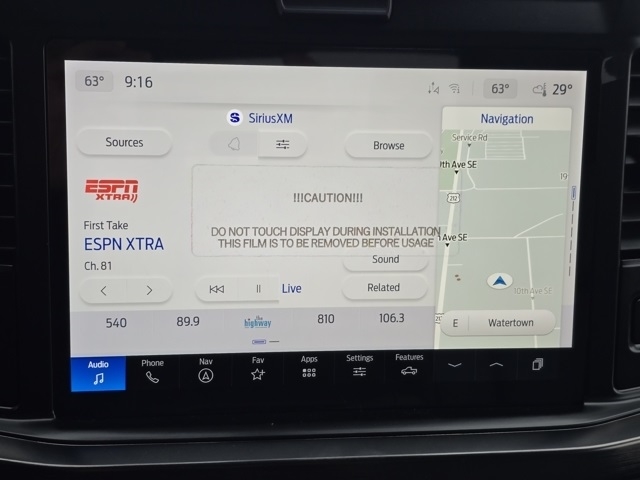 63°
9:16
63°
29°
SiriusXM
Navigation
Sources
Browse
Service Rd
9th Ave SE
19
ESPN
XTRA
!!!CAUTION!!!
212
First Take
ESPN XTRA
Ch. 81
DO NOT TOUCH DISPLAY DURING INSTALLATION
THIS FILM IS TO BE REMOVED BEFORE USAGE
Ave SE
Sound
Live
Related
10th Ave SE
540
89.9
the
highway
810
106.3
E
Watertown
Audio
Phone
Nav
Fav
Apps
Settings
Features